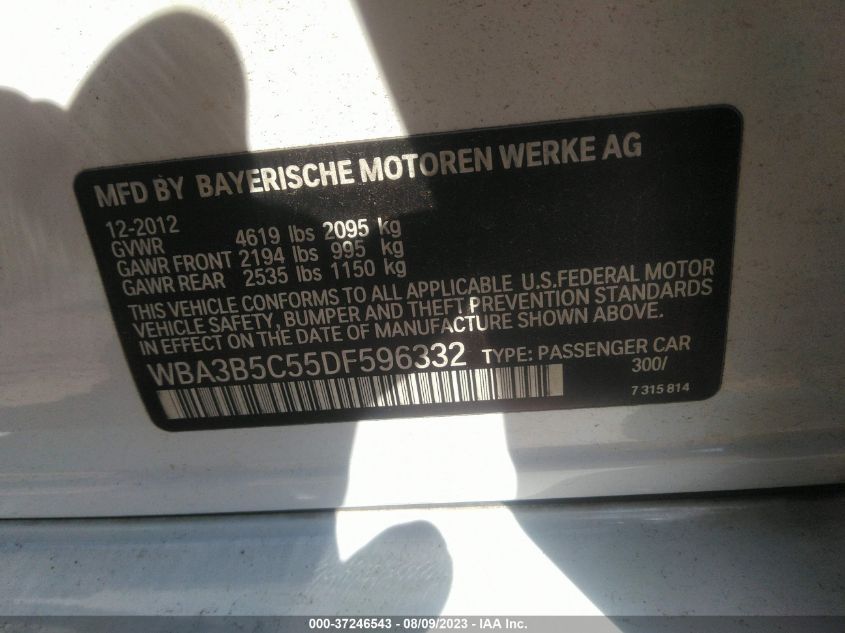 MFD BY BAYERISCHE MOTOREN WERKE AG
12-2012
GVWR 4619 lbs 2095 kg
GAWR FRONT 2194 lbs 995 kg
GAWR REAR 2535 lbs 1150 kg
THIS VEHICLE CONFORMS TO ALL APPLICABLE U.S.FEDERAL MOTOR
VEHICLE SAFETY, BUMPER AND THEFT PREVENTION STANDARDS
IN EFFECT ON THE DATE OF MANUFACTURE SHOWN ABOVE.
WBA3B5C55DF596332 TYPE: PASSENGER CAR
300/
7 315 814
000-37246543 - 08/09/2023 - IAA Inc.